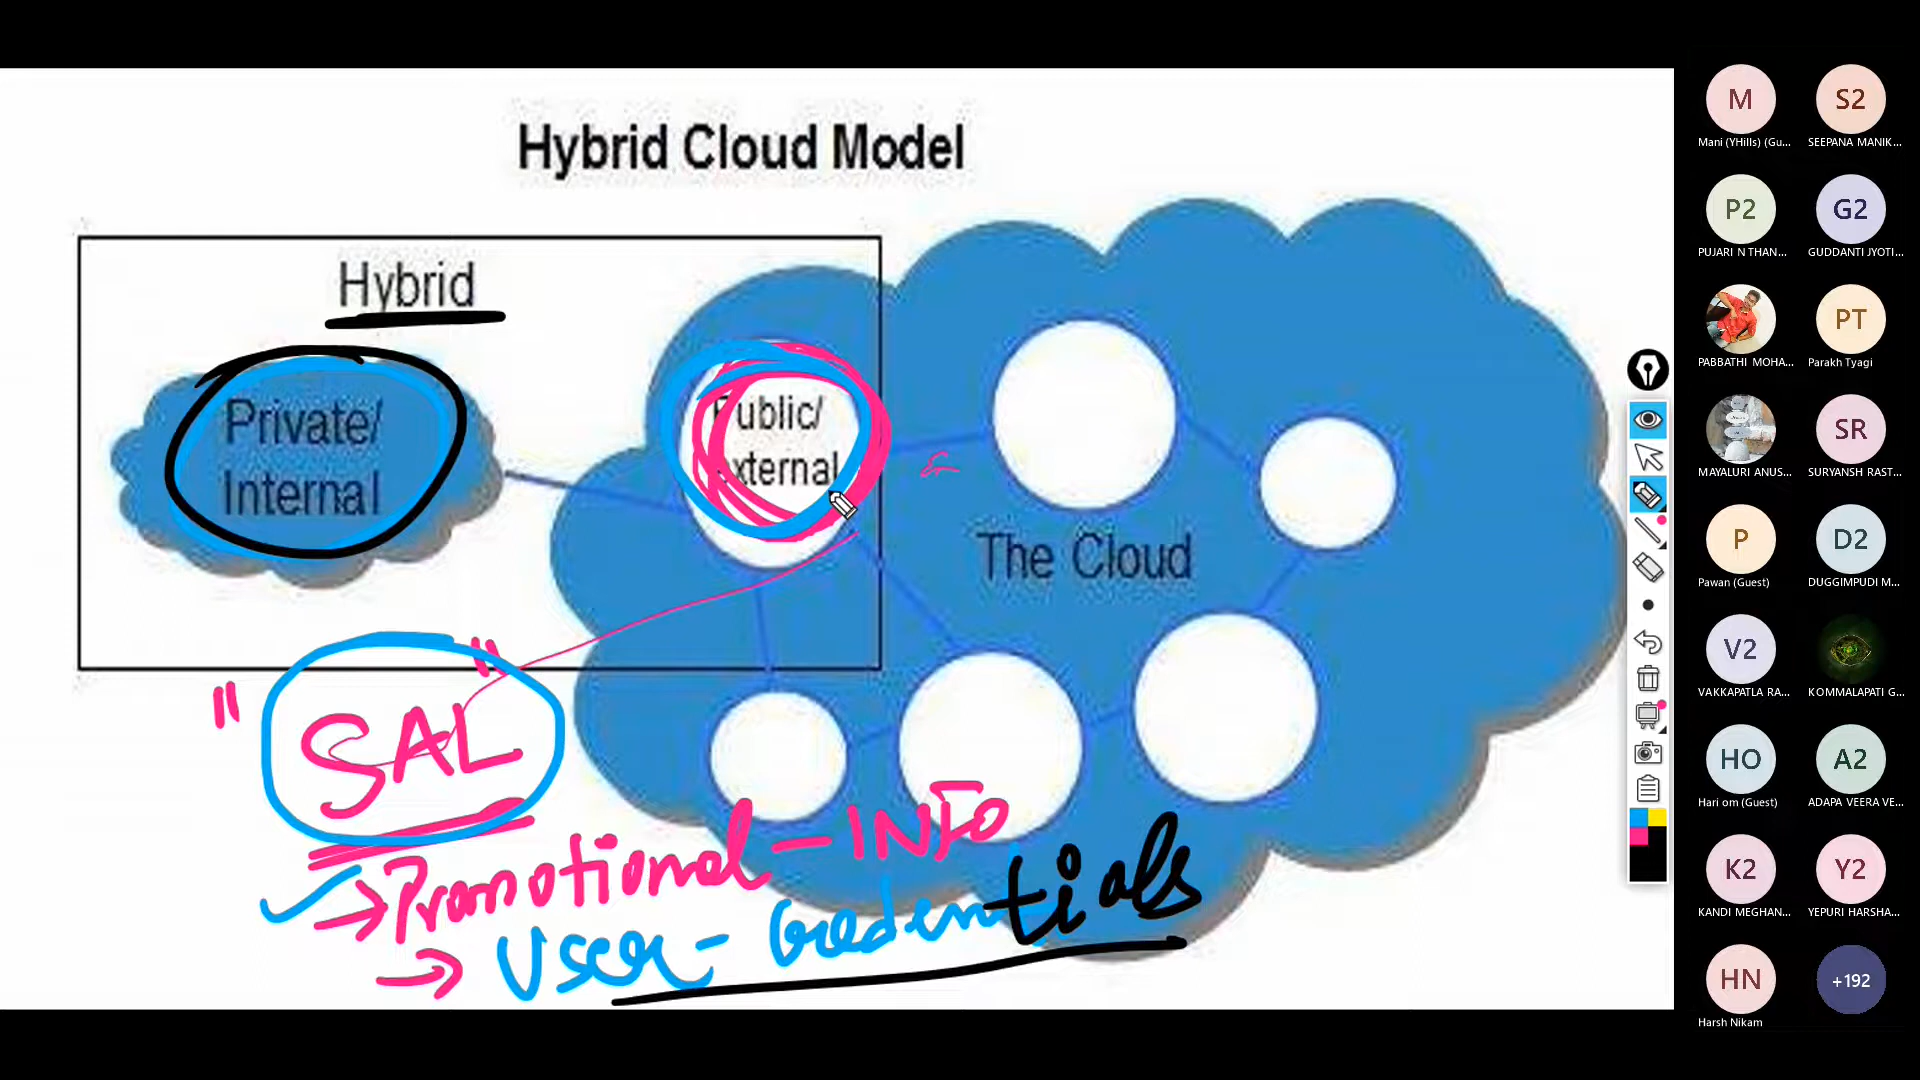 Hybrid Cloud Model
Hybrid
Private/
Internal
Public/
External
The Cloud
" SAL "
→ Promotional - INFO
→ User - Credentials
M
Mani (YHills) (Gu...
S2
SEEPANA MANIK...
P2
PUJARI N THAN...
G2
GUDDANTI JYOTI...
PABBATHI MOHA...
PT
Parakh Tyagi
MAYALURI ANUS...
SR
SURYANSH RAST...
P
Pawan (Guest)
D2
DUGGIMPUDI M...
V2
VAKKAPATLA RA...
KOMMALAPATI G...
HO
Hari om (Guest)
A2
ADAPA VEERA VE...
K2
KANDI MEGHAN...
Y2
YEPURI HARSHA...
HN
Harsh Nikam
+192